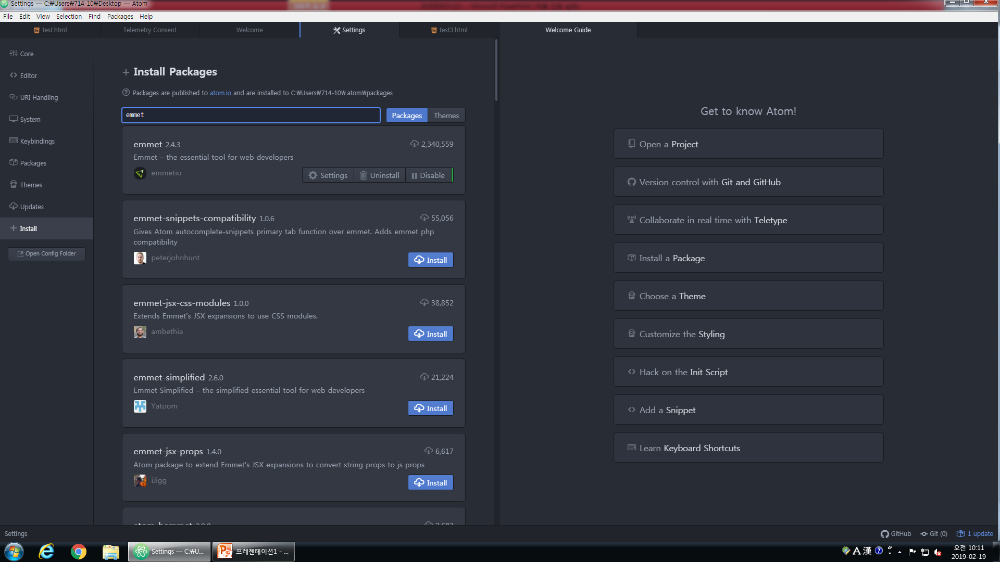 Settings — C:₩Users₩714-10₩Desktop — Atom
File Edit View Selection Find Packages Help
test.html Telemetry Consent Welcome Settings test3.html Welcome Guide
Core
Editor
URI Handling
System
Keybindings
Packages
Themes
Updates
Install
Open Config Folder
Install Packages
Packages are published to atom.io and are installed to C:₩Users₩714-10₩.atom₩packages
emmet
Packages Themes
emmet 2.4.3 2,340,559
Emmet – the essential tool for web developers
emmetio
Settings Uninstall Disable
emmet-snippets-compatibility 1.0.6 55,056
Gives Atom autocomplete-snippets primary tab function over emmet. Adds emmet php
compatibility
peterjohnhunt
Install
emmet-jsx-css-modules 1.0.0 38,852
Extends Emmet's JSX expansions to use CSS modules.
ambethia
Install
emmet-simplified 2.6.0 21,224
Emmet Simplified – the simplified essential tool for web developers
Yatoom
Install
emmet-jsx-props 1.4.0 6,617
Atom package to extend Emmet's JSX expansions to convert string props to js props
iJigg
Install
Get to know Atom!
Open a Project
Version control with Git and GitHub
Collaborate in real time with Teletype
Install a Package
Choose a Theme
Customize the Styling
Hack on the Init Script
Add a Snippet
Learn Keyboard Shortcuts
Settings
GitHub Git (0) 1 update
Settings — C:₩U...
프레젠테이션1 - ...
A 漢
오전 10:11
2019-02-19